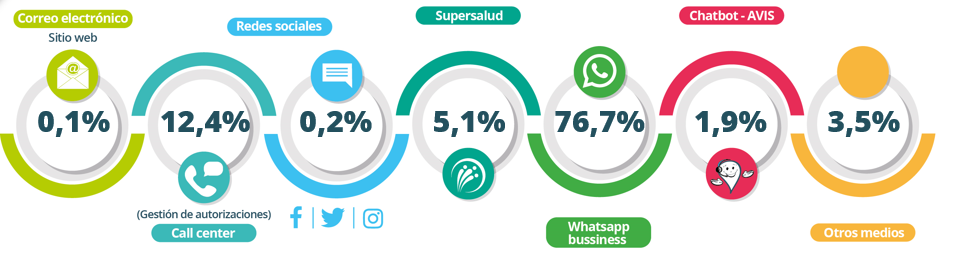 Correo electrónico
Sitio web
0,1%
12,4%
(Gestión de autorizaciones)
Call center
Redes sociales
0,2%
Supersalud
5,1%
76,7%
Whatsapp
bussiness
Chatbot - AVIS
1,9%
3,5%
Otros medios